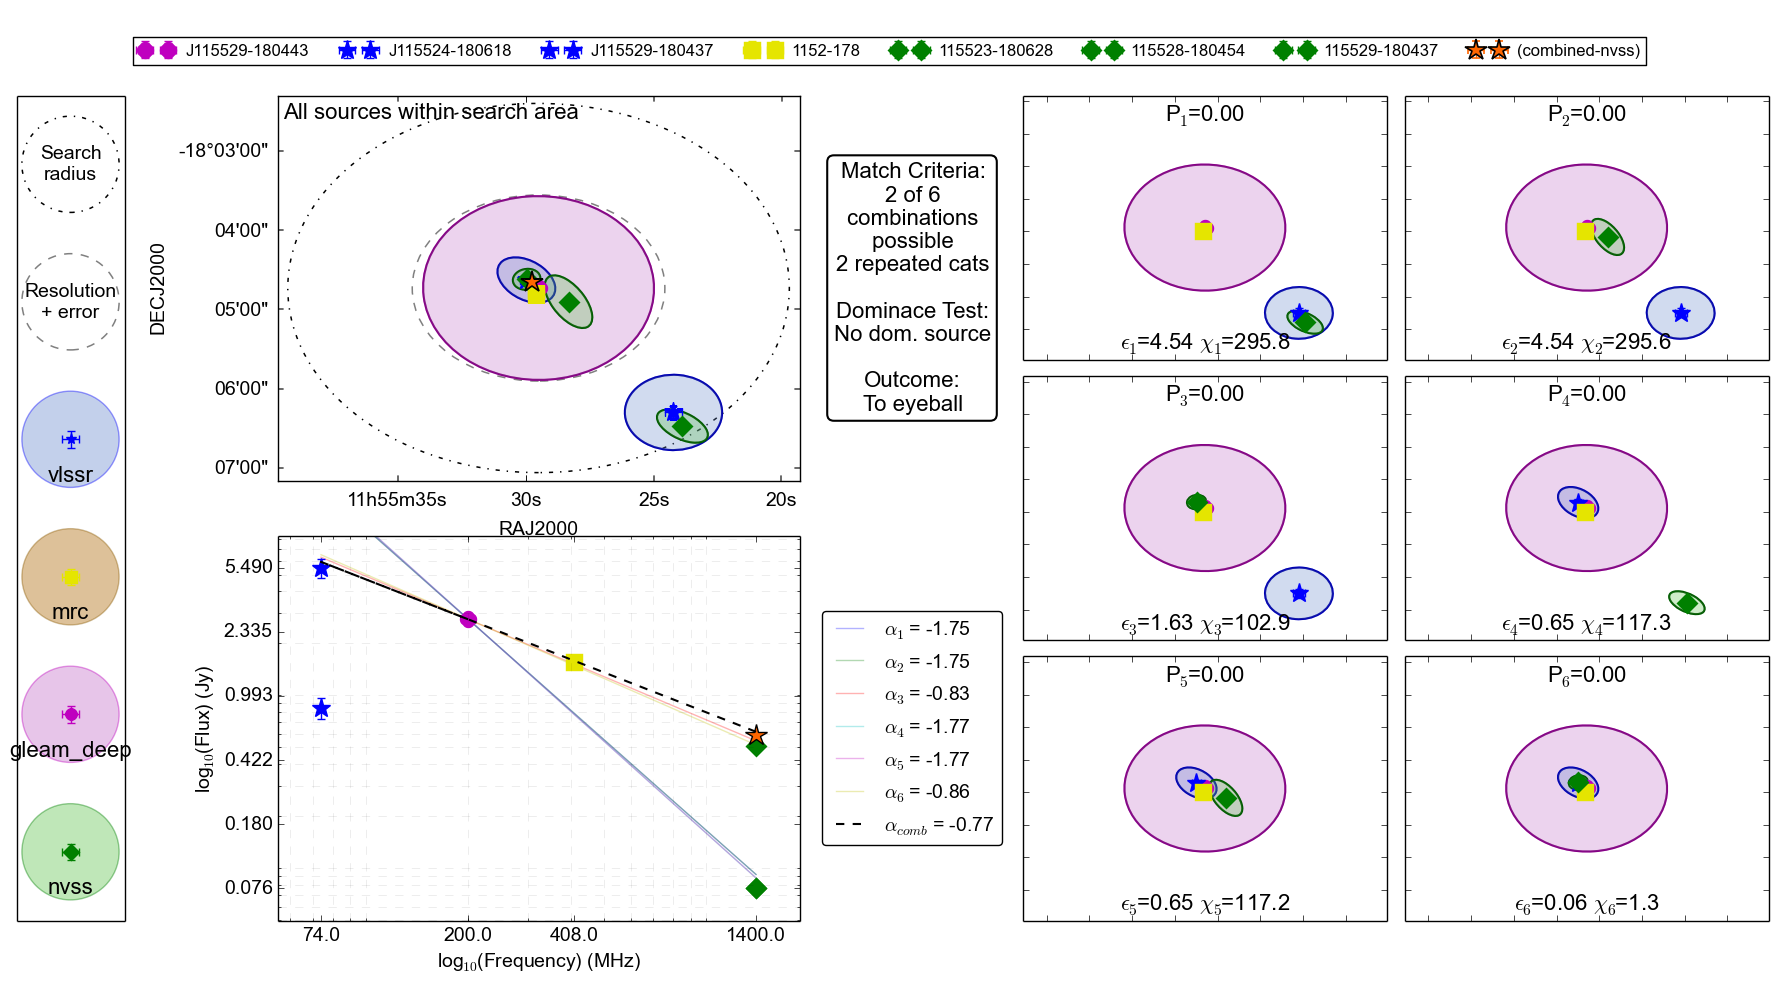 J115529-180443 J115524-180618 J115529-180437 1152-178 115523-180628 115528-180454 115529-180437 (combined-nvss)
Search
radius
Resolution
+ error
vlssr
mrc
gleam_deep
nvss
All sources within search area
DECJ2000
-18°03'00"
04'00"
05'00"
06'00"
07'00"
11h55m35s 30s 25s 20s
RAJ2000
log10(Flux) (Jy)
5.490
2.335
0.993
0.422
0.180
0.076
74.0 200.0 408.0 1400.0
log10(Frequency) (MHz)
Match Criteria:
2 of 6
combinations
possible
2 repeated cats
Dominace Test:
No dom. source
Outcome:
To eyeball
α1 = -1.75
α2 = -1.75
α3 = -0.83
α4 = -1.77
α5 = -1.77
α6 = -0.86
αcomb = -0.77
P1=0.00
ϵ1=4.54 χ1=295.8
P2=0.00
ϵ2=4.54 χ2=295.6
P3=0.00
ϵ3=1.63 χ3=102.9
P4=0.00
ϵ4=0.65 χ4=117.3
P5=0.00
ϵ5=0.65 χ5=117.2
P6=0.00
ϵ6=0.06 χ6=1.3